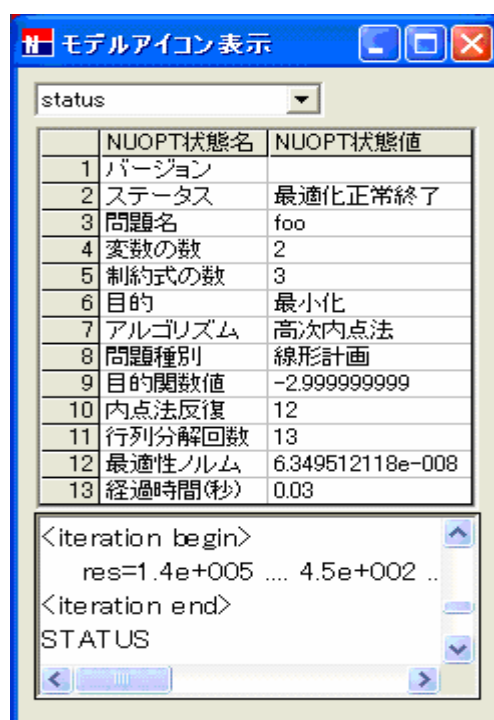 モデルアイコン表示
status
NUOPT状態名 NUOPT状態値
1 バージョン
2 ステータス 最適化正常終了
3 問題名 foo
4 変数の数 2
5 制約式の数 3
6 目的 最小化
7 アルゴリズム 高次内点法
8 問題種別 線形計画
9 目的関数値 -2.999999999
10 内点法反復 12
11 行列分解回数 13
12 最適性ノルム 6.349512118e-008
13 経過時間(秒) 0.03
<iteration begin>
res=1.4e+005 .... 4.5e+002 ..
<iteration end>
STATUS